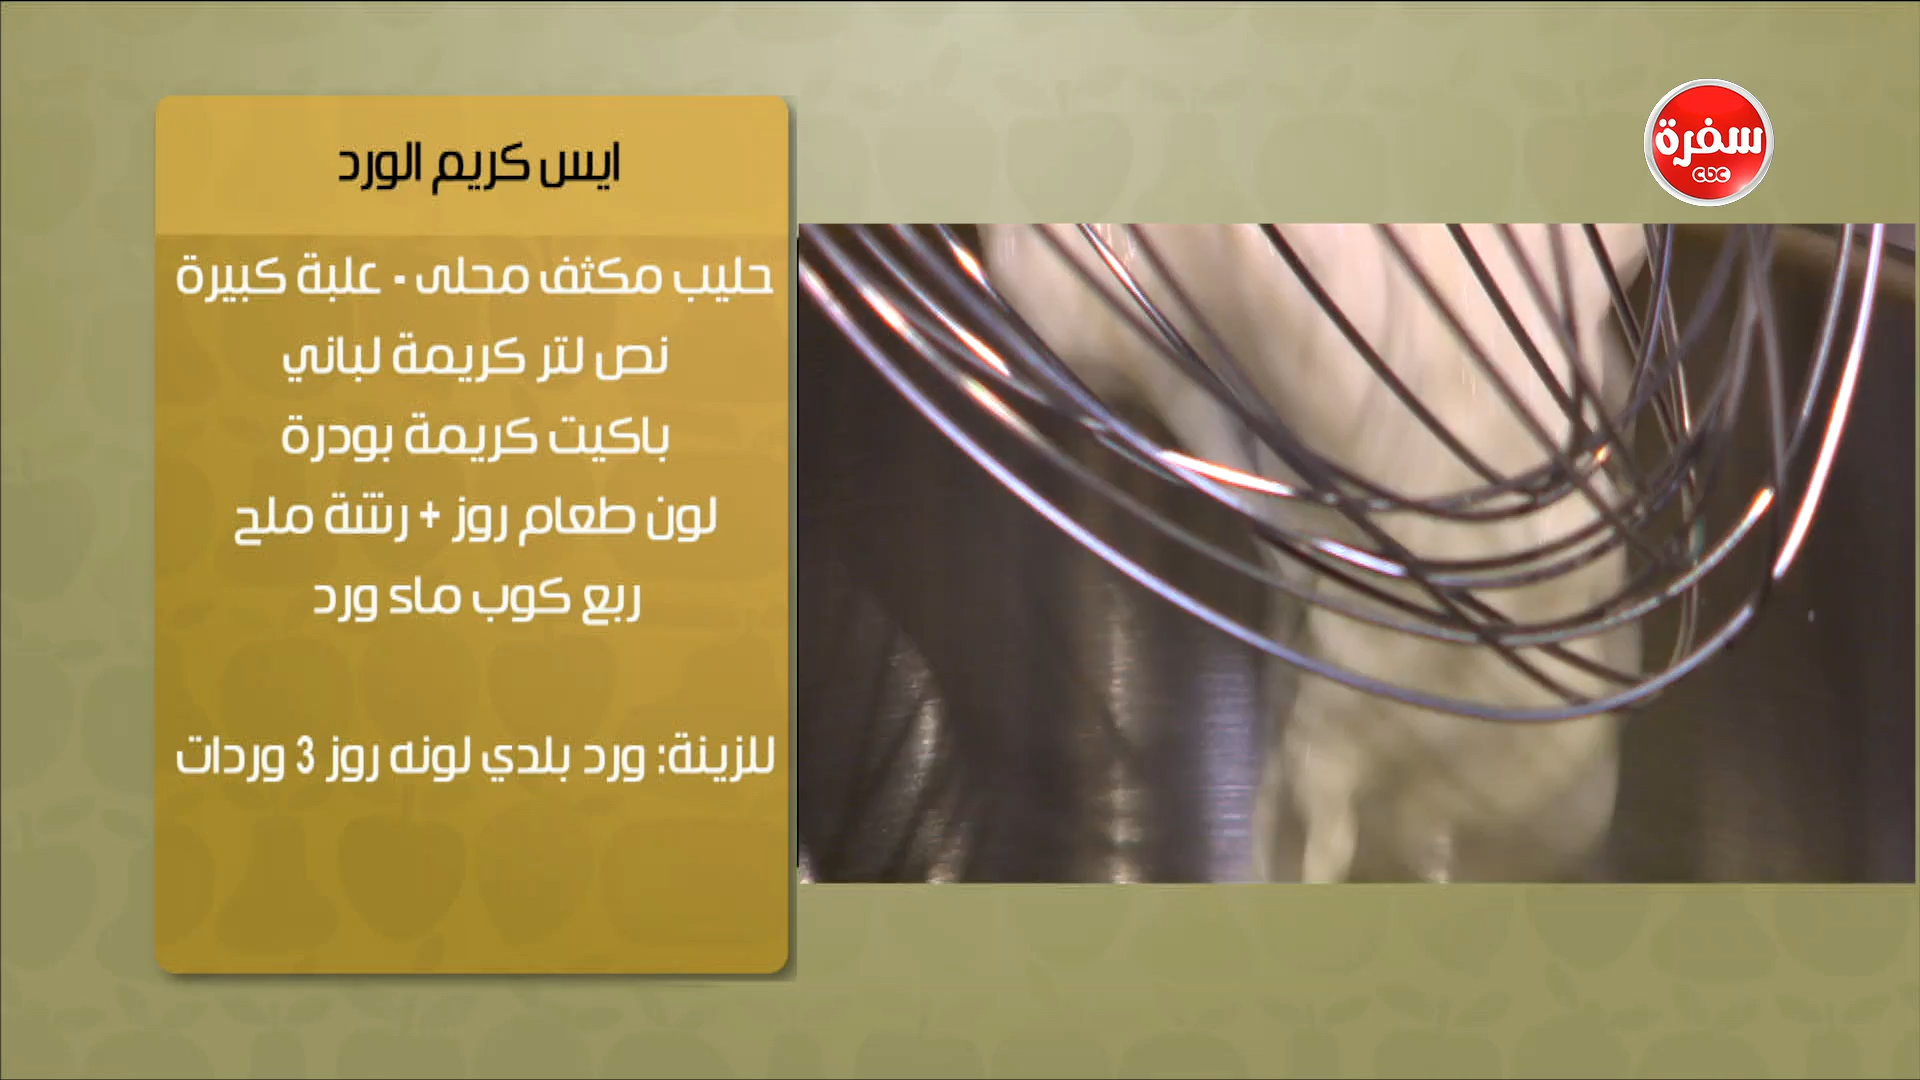 ايس كريم الورد
حليب مكثف محلى - علبة كبيرة
نص لتر كريمة لباني
باكيت كريمة بودرة
لون طعام روز + رشة ملح
ربع كوب ماء ورد
للزينة: ورد بلدي لونه روز 3 وردات
سفرة
cbc